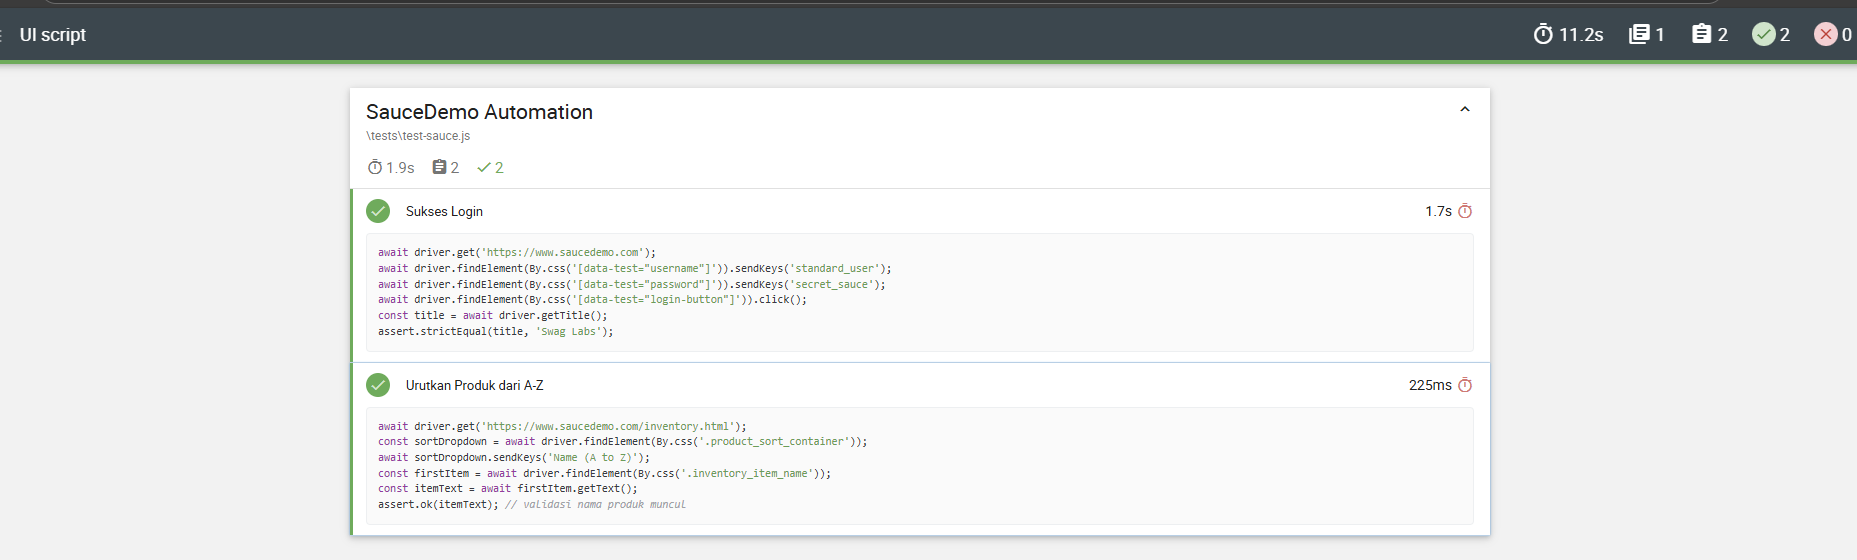 UI script
11.2s 1 2 2 0
SauceDemo Automation
\tests\test-sauce.js
1.9s 2 2
Sukses Login 1.7s
await driver.get('https://www.saucedemo.com');
await driver.findElement(By.css('[data-test="username"]')).sendKeys('standard_user');
await driver.findElement(By.css('[data-test="password"]')).sendKeys('secret_sauce');
await driver.findElement(By.css('[data-test="login-button"]')).click();
const title = await driver.getTitle();
assert.strictEqual(title, 'Swag Labs');
Urutkan Produk dari A-Z 225ms
await driver.get('https://www.saucedemo.com/inventory.html');
const sortDropdown = await driver.findElement(By.css('.product_sort_container'));
await sortDropdown.sendKeys('Name (A to Z)');
const firstItem = await driver.findElement(By.css('.inventory_item_name'));
const itemText = await firstItem.getText();
assert.ok(itemText); // validasi nama produk muncul